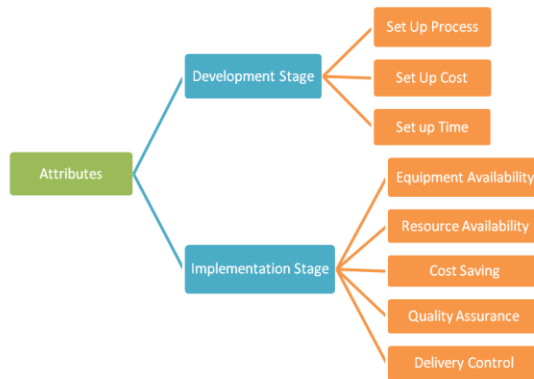 Attributes
Development Stage
Set Up Process
Set Up Cost
Set up Time
Implementation Stage
Equipment Availability
Resource Availability
Cost Saving
Quality Assurance
Delivery Control